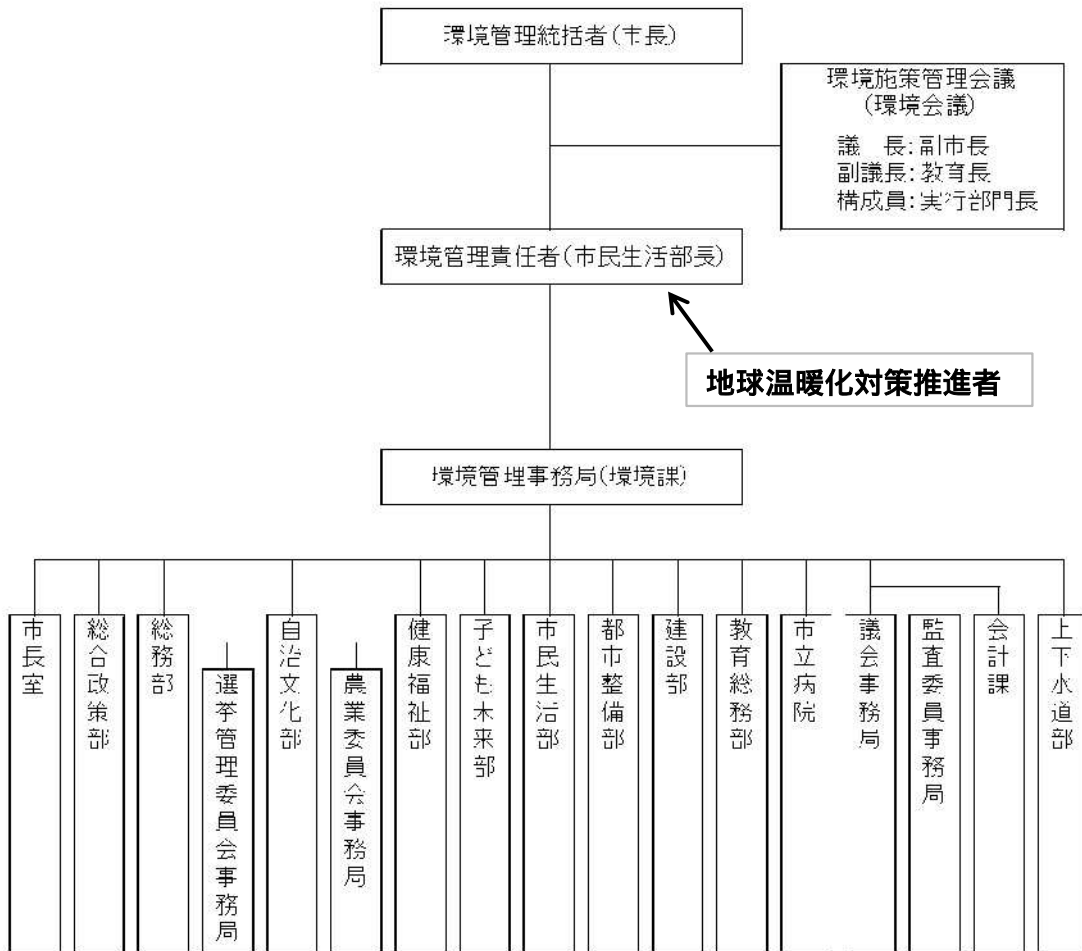 環境管理統括者(市長)
環境施策管理会議
(環境会議)
議　長:副市長
副議長:教育長
構成員:実行部門長
環境管理責任者(市民生活部長)
地球温暖化対策推進者
環境管理事務局(環境課)
市長室
総合政策部
総務部
選挙管理委員会事務局
自治文化部
農業委員会事務局
健康福祉部
子ども未来部
市民生活部
都市整備部
建設部
教育総務部
市立病院
議会事務局
監査委員事務局
会計課
上下水道部